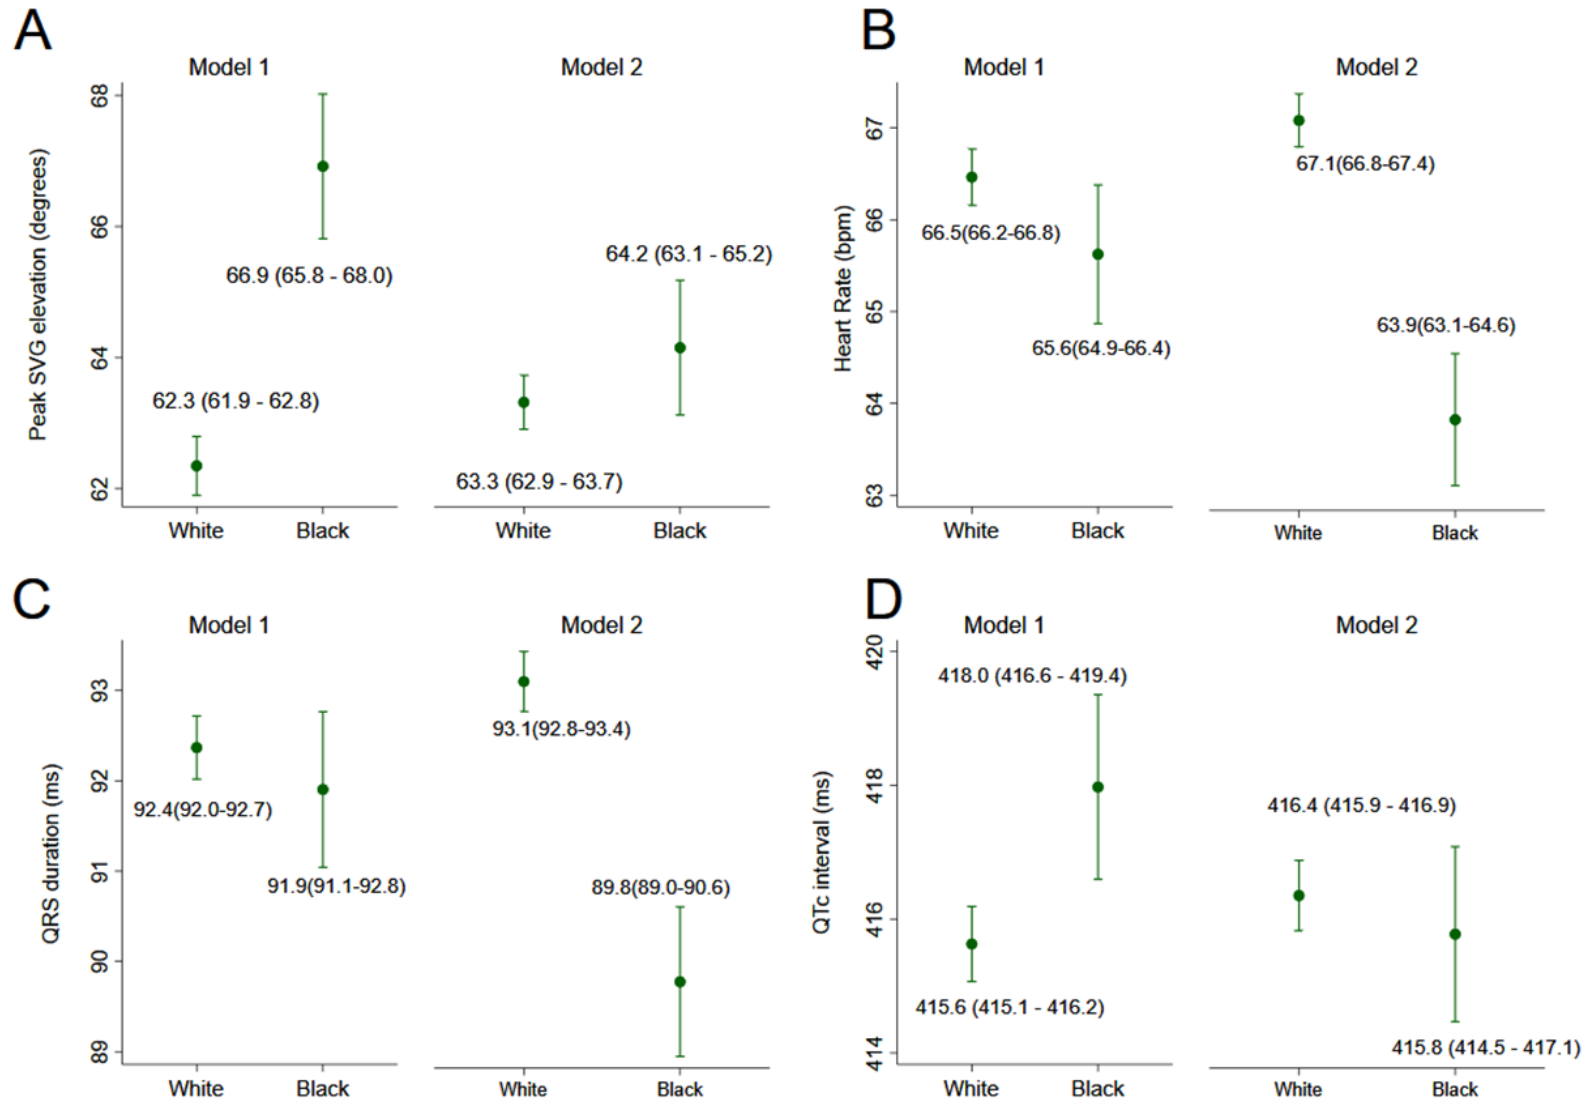 A
Model 1
Model 2
Peak SVG elevation (degrees)
68
66
64
62
66.9 (65.8 - 68.0)
62.3 (61.9 - 62.8)
64.2 (63.1 - 65.2)
63.3 (62.9 - 63.7)
White
Black
White
Black
B
Model 1
Model 2
Heart Rate (bpm)
67
66
65
64
63
66.5(66.2-66.8)
65.6(64.9-66.4)
67.1(66.8-67.4)
63.9(63.1-64.6)
White
Black
White
Black
C
Model 1
Model 2
QRS duration (ms)
93
92
91
90
89
92.4(92.0-92.7)
91.9(91.1-92.8)
93.1(92.8-93.4)
89.8(89.0-90.6)
White
Black
White
Black
D
Model 1
Model 2
QTc interval (ms)
420
418
416
414
418.0 (416.6 - 419.4)
415.6 (415.1 - 416.2)
416.4 (415.9 - 416.9)
415.8 (414.5 - 417.1)
White
Black
White
Black